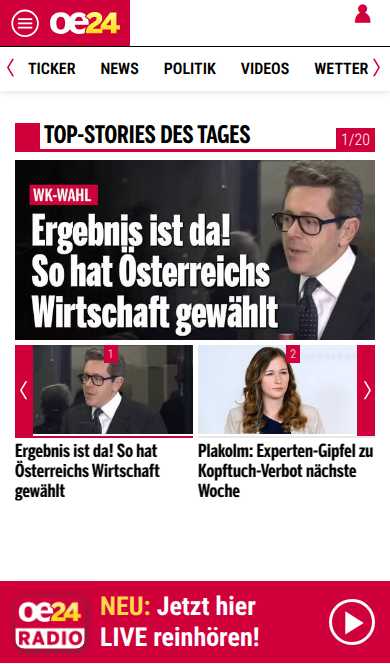 oe24
TICKER NEWS POLITIK VIDEOS WETTER
TOP-STORIES DES TAGES
1/20
WK-WAHL
Ergebnis ist da!
So hat Österreichs
Wirtschaft gewählt
1
2
Ergebnis ist da! So hat
Österreichs Wirtschaft
gewählt
Plakolm: Experten-Gipfel zu
Kopftuch-Verbot nächste
Woche
oe24
RADIO
NEU: Jetzt hier
LIVE reinhören!